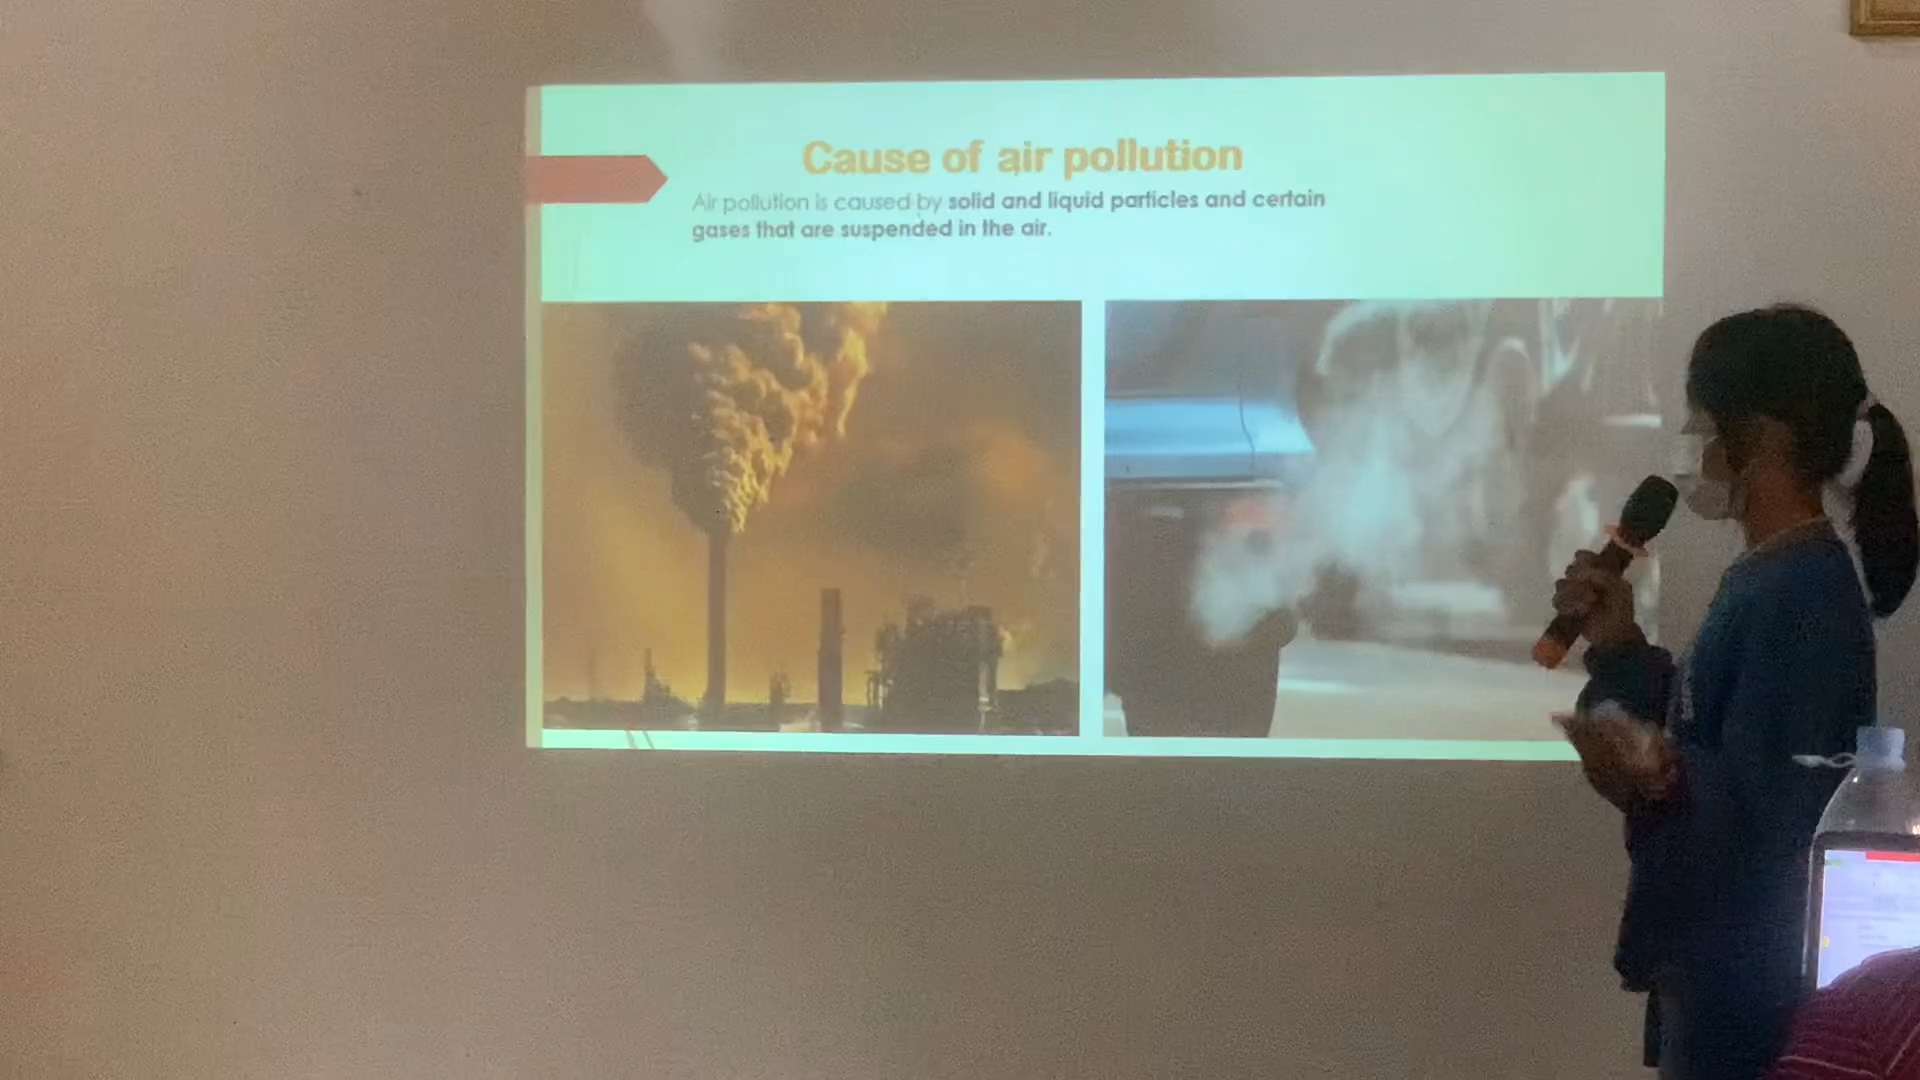 Cause of air pollution
Air pollution is caused by solid and liquid particles and certain
gases that are suspended in the air.